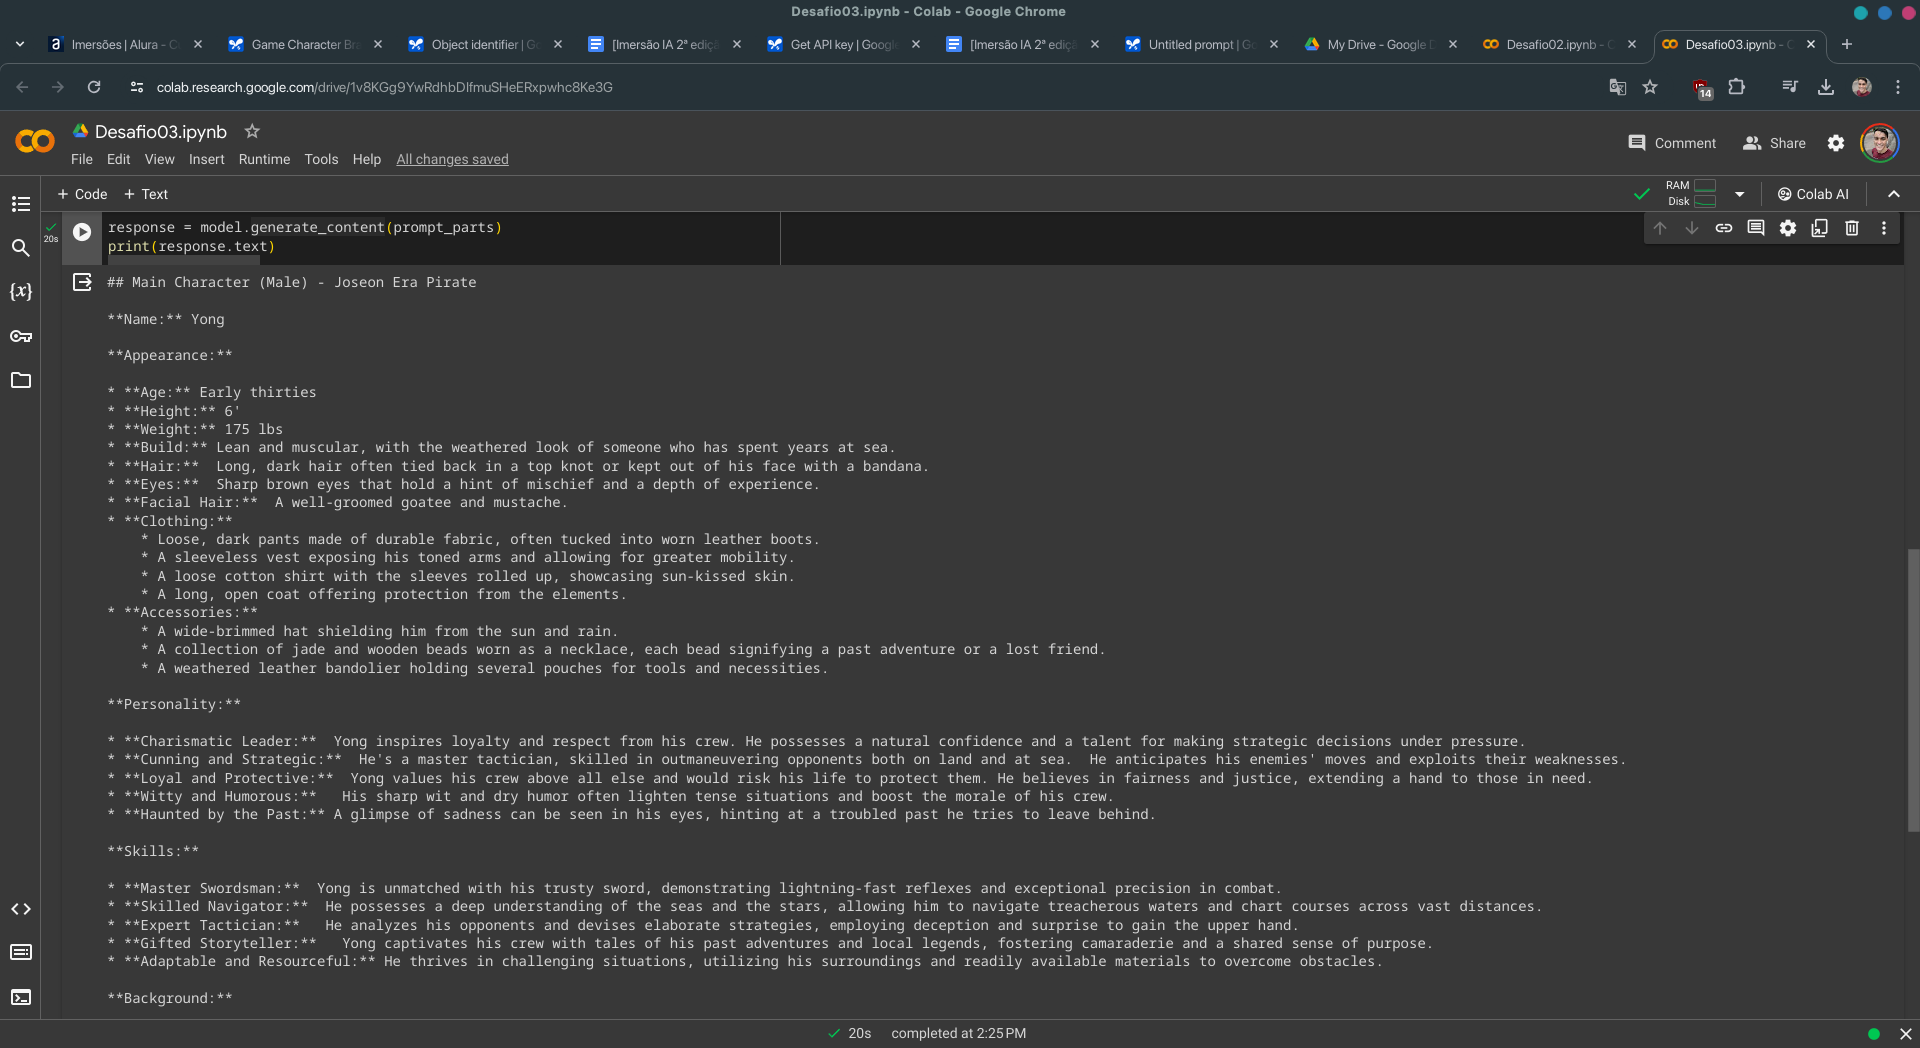 Desafio03.ipynb - Colab - Google Chrome
Imersões | Alura - C
Game Character Bra
Object identifier | Go
[Imersão IA 2ª ediçã
Get API key | Google
[Imersão IA 2ª ediçã
Untitled prompt | Go
My Drive - Google D
Desafio02.ipynb - C
Desafio03.ipynb - C
colab.research.google.com/drive/1v8KGg9YwRdhbDIfmuSHeERxpwhc8Ke3G
14
Desafio03.ipynb
Comment
Share
File Edit View Insert Runtime Tools Help All changes saved
+ Code + Text
RAM
Disk
Colab AI
20s
response = model.generate_content(prompt_parts)
print(response.text)
## Main Character (Male) - Joseon Era Pirate
**Name:** Yong
**Appearance:**
* **Age:** Early thirties
* **Height:** 6'
* **Weight:** 175 lbs
* **Build:** Lean and muscular, with the weathered look of someone who has spent years at sea.
* **Hair:**  Long, dark hair often tied back in a top knot or kept out of his face with a bandana.
* **Eyes:**  Sharp brown eyes that hold a hint of mischief and a depth of experience.
* **Facial Hair:**  A well-groomed goatee and mustache.
* **Clothing:**
* Loose, dark pants made of durable fabric, often tucked into worn leather boots.
* A sleeveless vest exposing his toned arms and allowing for greater mobility.
* A loose cotton shirt with the sleeves rolled up, showcasing sun-kissed skin.
* A long, open coat offering protection from the elements.
* **Accessories:**
* A wide-brimmed hat shielding him from the sun and rain.
* A collection of jade and wooden beads worn as a necklace, each bead signifying a past adventure or a lost friend.
* A weathered leather bandolier holding several pouches for tools and necessities.
**Personality:**
* **Charismatic Leader:**  Yong inspires loyalty and respect from his crew. He possesses a natural confidence and a talent for making strategic decisions under pressure.
* **Cunning and Strategic:**  He's a master tactician, skilled in outmaneuvering opponents both on land and at sea.  He anticipates his enemies' moves and exploits their weaknesses.
* **Loyal and Protective:**  Yong values his crew above all else and would risk his life to protect them. He believes in fairness and justice, extending a hand to those in need.
* **Witty and Humorous:**   His sharp wit and dry humor often lighten tense situations and boost the morale of his crew.
* **Haunted by the Past:** A glimpse of sadness can be seen in his eyes, hinting at a troubled past he tries to leave behind.
**Skills:**
* **Master Swordsman:**  Yong is unmatched with his trusty sword, demonstrating lightning-fast reflexes and exceptional precision in combat.
* **Skilled Navigator:**  He possesses a deep understanding of the seas and the stars, allowing him to navigate treacherous waters and chart courses across vast distances.
* **Expert Tactician:**   He analyzes his opponents and devises elaborate strategies, employing deception and surprise to gain the upper hand.
* **Gifted Storyteller:**   Yong captivates his crew with tales of his past adventures and local legends, fostering camaraderie and a shared sense of purpose.
* **Adaptable and Resourceful:** He thrives in challenging situations, utilizing his surroundings and readily available materials to overcome obstacles.
**Background:**
20s completed at 2:25 PM